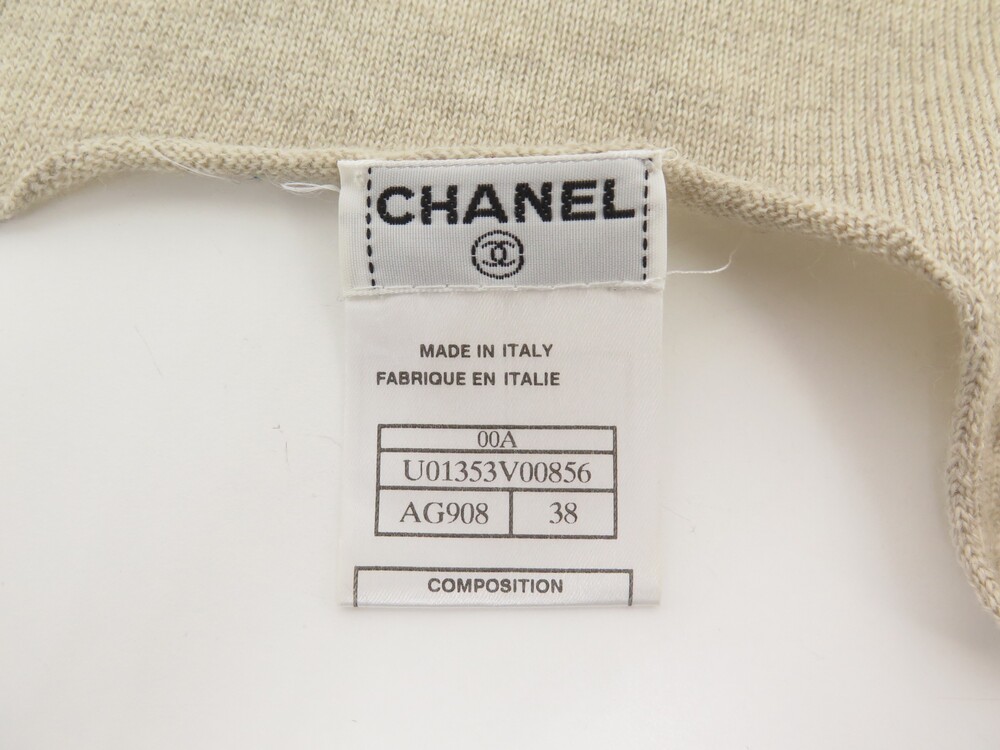 CHANEL
MADE IN ITALY
FABRIQUE EN ITALIE
00A
U01353V00856
AG908 38
COMPOSITION